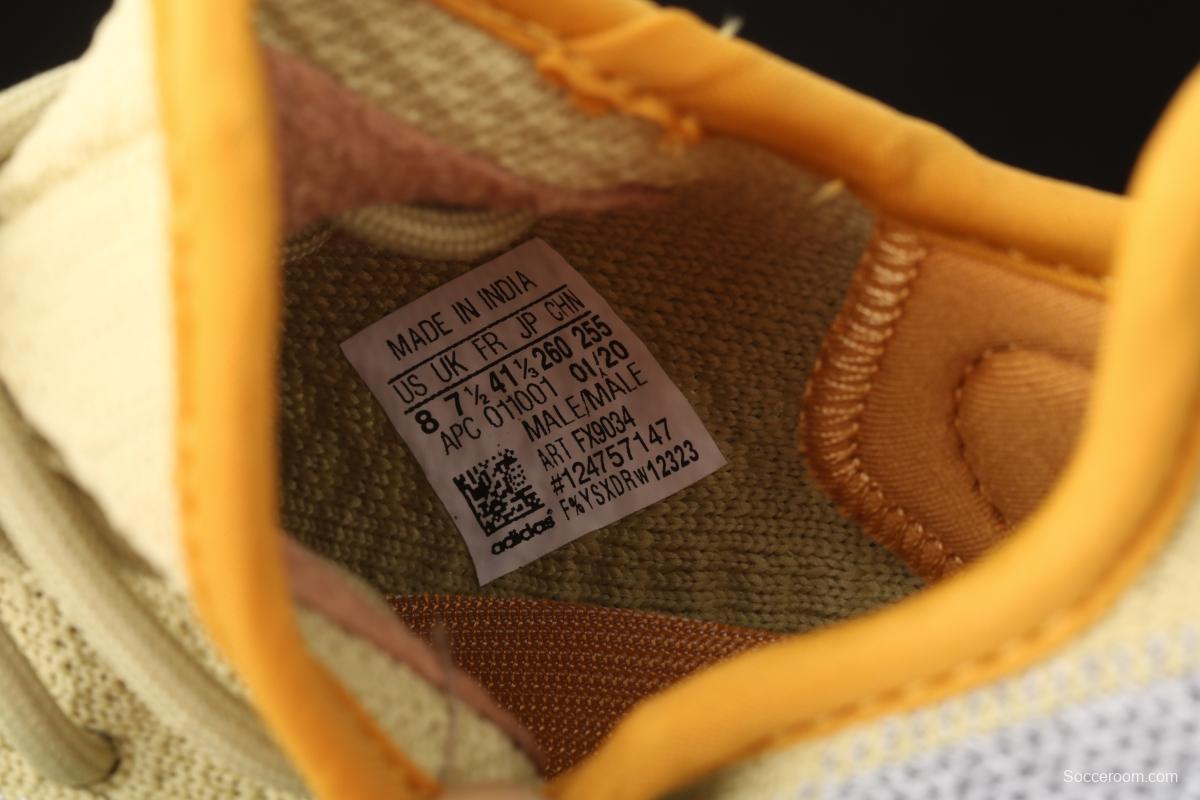 MADE IN INDIA
US UK FR JP CHN
8 7½ 41⅓ 260 255
APC 011001 01/20
MALE/MÂLE
ART FX9034
#124757147
F%YSXDRW12323
adidas
Socceroom.com